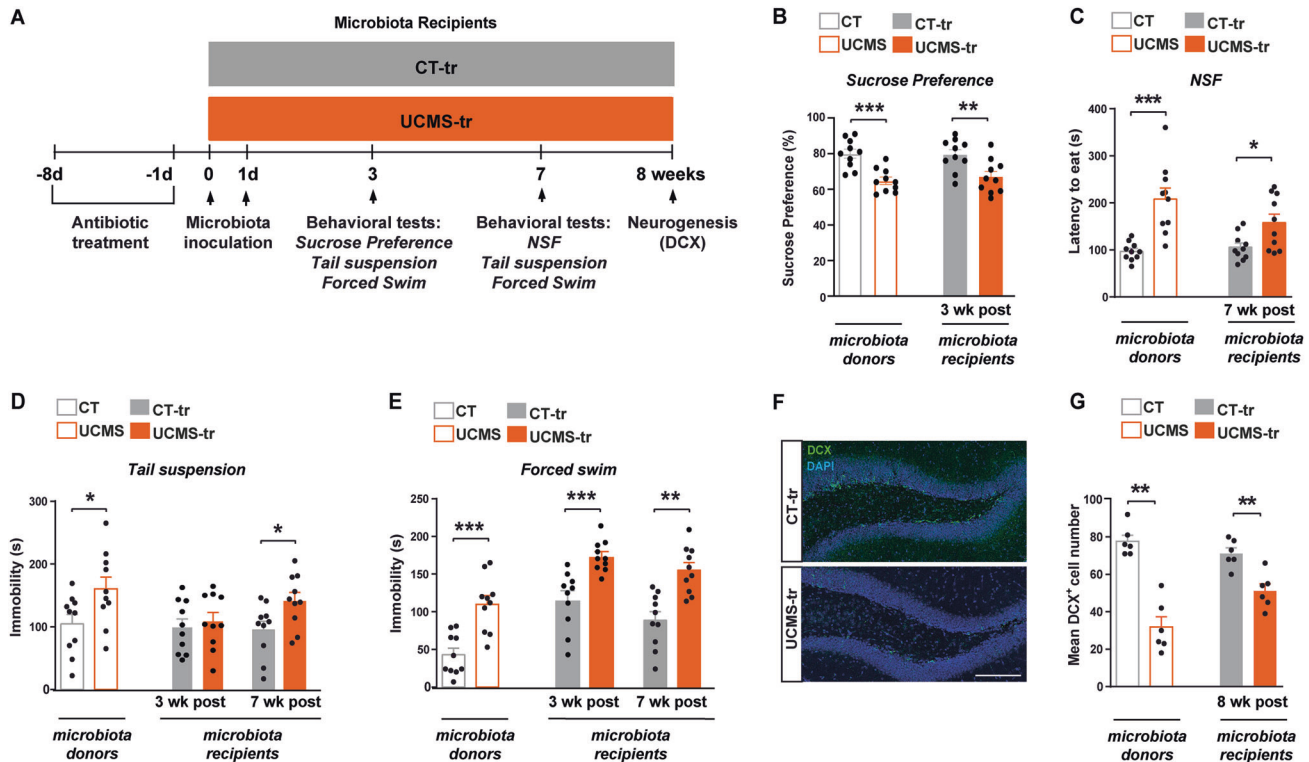 A
Microbiota Recipients
CT-tr
UCMS-tr
-8d
-1d
0
1d
3
7
8 weeks
Antibiotic
treatment
Microbiota
inoculation
Behavioral tests:
Sucrose Preference
Tail suspension
Forced Swim
Behavioral tests:
NSF
Tail suspension
Forced Swim
Neurogenesis
(DCX)
B
CT
CT-tr
UCMS
UCMS-tr
Sucrose Preference
***
**
Sucrose Preference (%)
100
80
60
40
20
0
3 wk post
microbiota
donors
microbiota
recipients
C
CT
CT-tr
UCMS
UCMS-tr
NSF
***
*
Latency to eat (s)
400
300
200
100
0
7 wk post
microbiota
donors
microbiota
recipients
D
CT
CT-tr
UCMS
UCMS-tr
Tail suspension
*
*
Immobility (s)
300
200
100
0
3 wk post
7 wk post
microbiota
donors
microbiota
recipients
E
CT
CT-tr
UCMS
UCMS-tr
Forced swim
***
***
**
Immobility (s)
250
200
150
100
50
0
3 wk post
7 wk post
microbiota
donors
microbiota
recipients
F
CT-tr
DCX
DAPI
UCMS-tr
G
CT
CT-tr
UCMS
UCMS-tr
**
**
Mean DCX⁺ cell number
100
80
60
40
20
0
8 wk post
microbiota
donors
microbiota
recipients